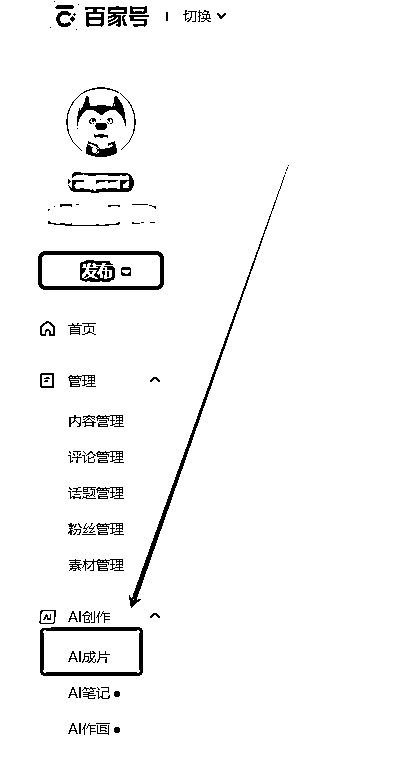 百家号 | 切换
发布
首页
管理
内容管理
评论管理
话题管理
粉丝管理
素材管理
AI AI创作
AI成片
AI笔记
AI作画